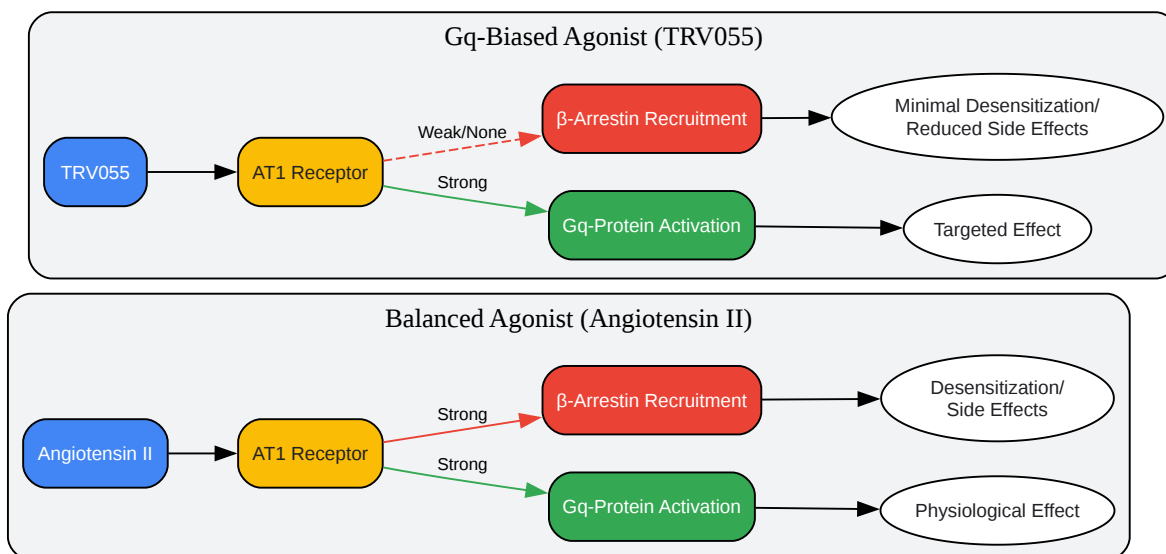 Gq-Biased Agonist (TRV055)
TRV055
AT1 Receptor
Weak/None
Strong
β-Arrestin Recruitment
Gq-Protein Activation
Minimal Desensitization/
Reduced Side Effects
Targeted Effect
Balanced Agonist (Angiotensin II)
Angiotensin II
AT1 Receptor
Strong
Strong
β-Arrestin Recruitment
Gq-Protein Activation
Desensitization/
Side Effects
Physiological Effect